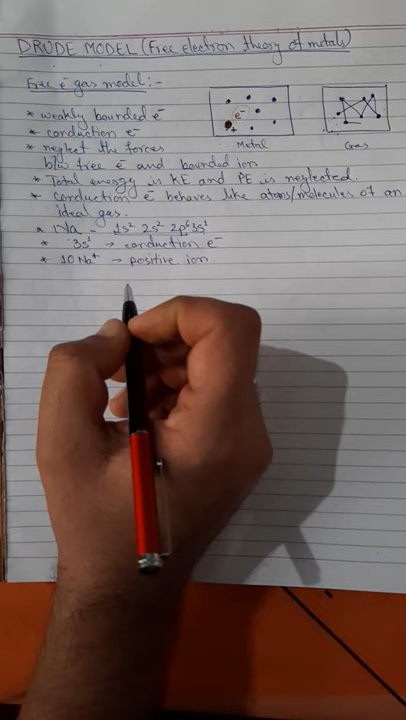 DRUDE MODEL (Free electron theory of metals)
Free e⁻ gas model:-
* weakly bounded e⁻
* conduction e⁻
* neglect the forces
b/w free e⁻ and bounded ion
e⁻
+
Metal
Gas
* Total energy is KE and PE is neglected.
* conduction e⁻ behaves like atoms/molecules of an
ideal gas.
* Na - 1s² 2s² 2p⁶ 3s¹
* 3s¹ → conduction e⁻
* 10 Na⁺ → positive ion